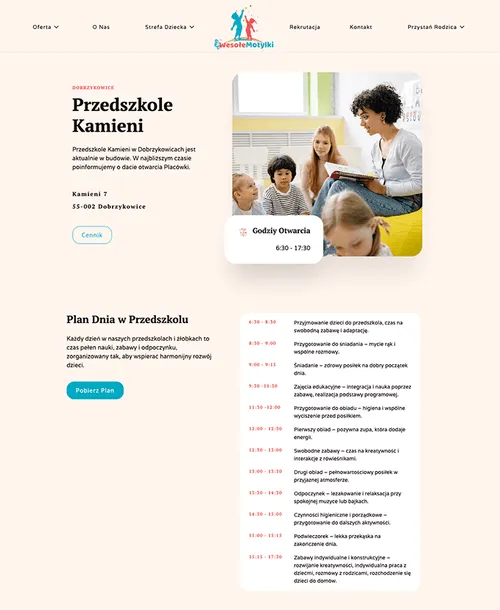 Oferta
O Nas
Strefa Dziecka
WesołeMotylki
Rekrutacja
Kontakt
Przystań Rodzica
DOBRZYKOWICE
Przedszkole
Kamieni
Przedszkole Kamieni w Dobrzykowicach jest
aktualnie w budowie. W najbliższym czasie
poinformujemy o dacie otwarcia Placówki.
Kamieni 7
55-002 Dobrzykowice
Cennik
Godziy Otwarcia
6:30 - 17:30
Plan Dnia w Przedszkolu
Każdy dzień w naszych przedszkolach i żłobkach to
czas pełen nauki, zabawy i odpoczynku,
zorganizowany tak, aby wspierać harmonijny rozwój
dzieci.
Pobierz Plan
6:30 - 8:30
Przyjmowanie dzieci do przedszkola, czas na
swobodną zabawę i adaptację.
8:30 - 9:00
Przygotowanie do śniadania – mycie rąk i
wspólne rozmowy.
9:00 - 9:15
Śniadanie – zdrowy posiłek na dobry początek
dnia.
9:30 -11:30
Zajęcia edukacyjne – integracja i nauka poprzez
zabawę, realizacja podstawy programowej.
11:30 -12:00
Przygotowanie do obiadu – higiena i wspólne
wyciszenie przed posiłkiem.
12:00 - 12:30
Pierwszy obiad – pożywna zupa, która dodaje
energii.
12:30 - 13:00
Swobodne zabawy – czas na kreatywność i
interakcje z rówieśnikami.
13:00 - 13:30
Drugi obiad – pełnowartościowy posiłek w
przyjaznej atmosferze.
13:30 - 14:30
Odpoczynek – leżakowanie i relaksacja przy
spokojnej muzyce lub bajkach.
14:30 - 15:00
Czynności higieniczne i porządkowe –
przygotowanie do dalszych aktywności.
15:00 - 15:15
Podwieczorek – lekka przekąska na
zakończenie dnia.
15:15 - 17:30
Zabawy indywidualne i konstrukcyjne –
rozwijanie kreatywności, indywidualna praca z
dziećmi, rozmowy z rodzicami, rozchodzenie się
dzieci do domów.